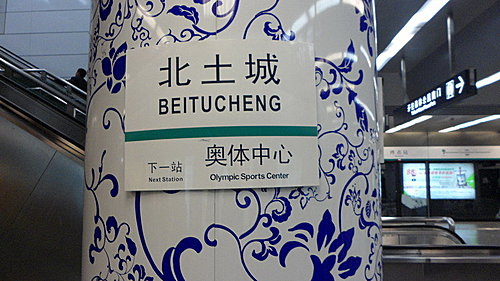 北土城
BEITUCHENG
奥体中心
下一站
Olympic Sports Center
Next Station